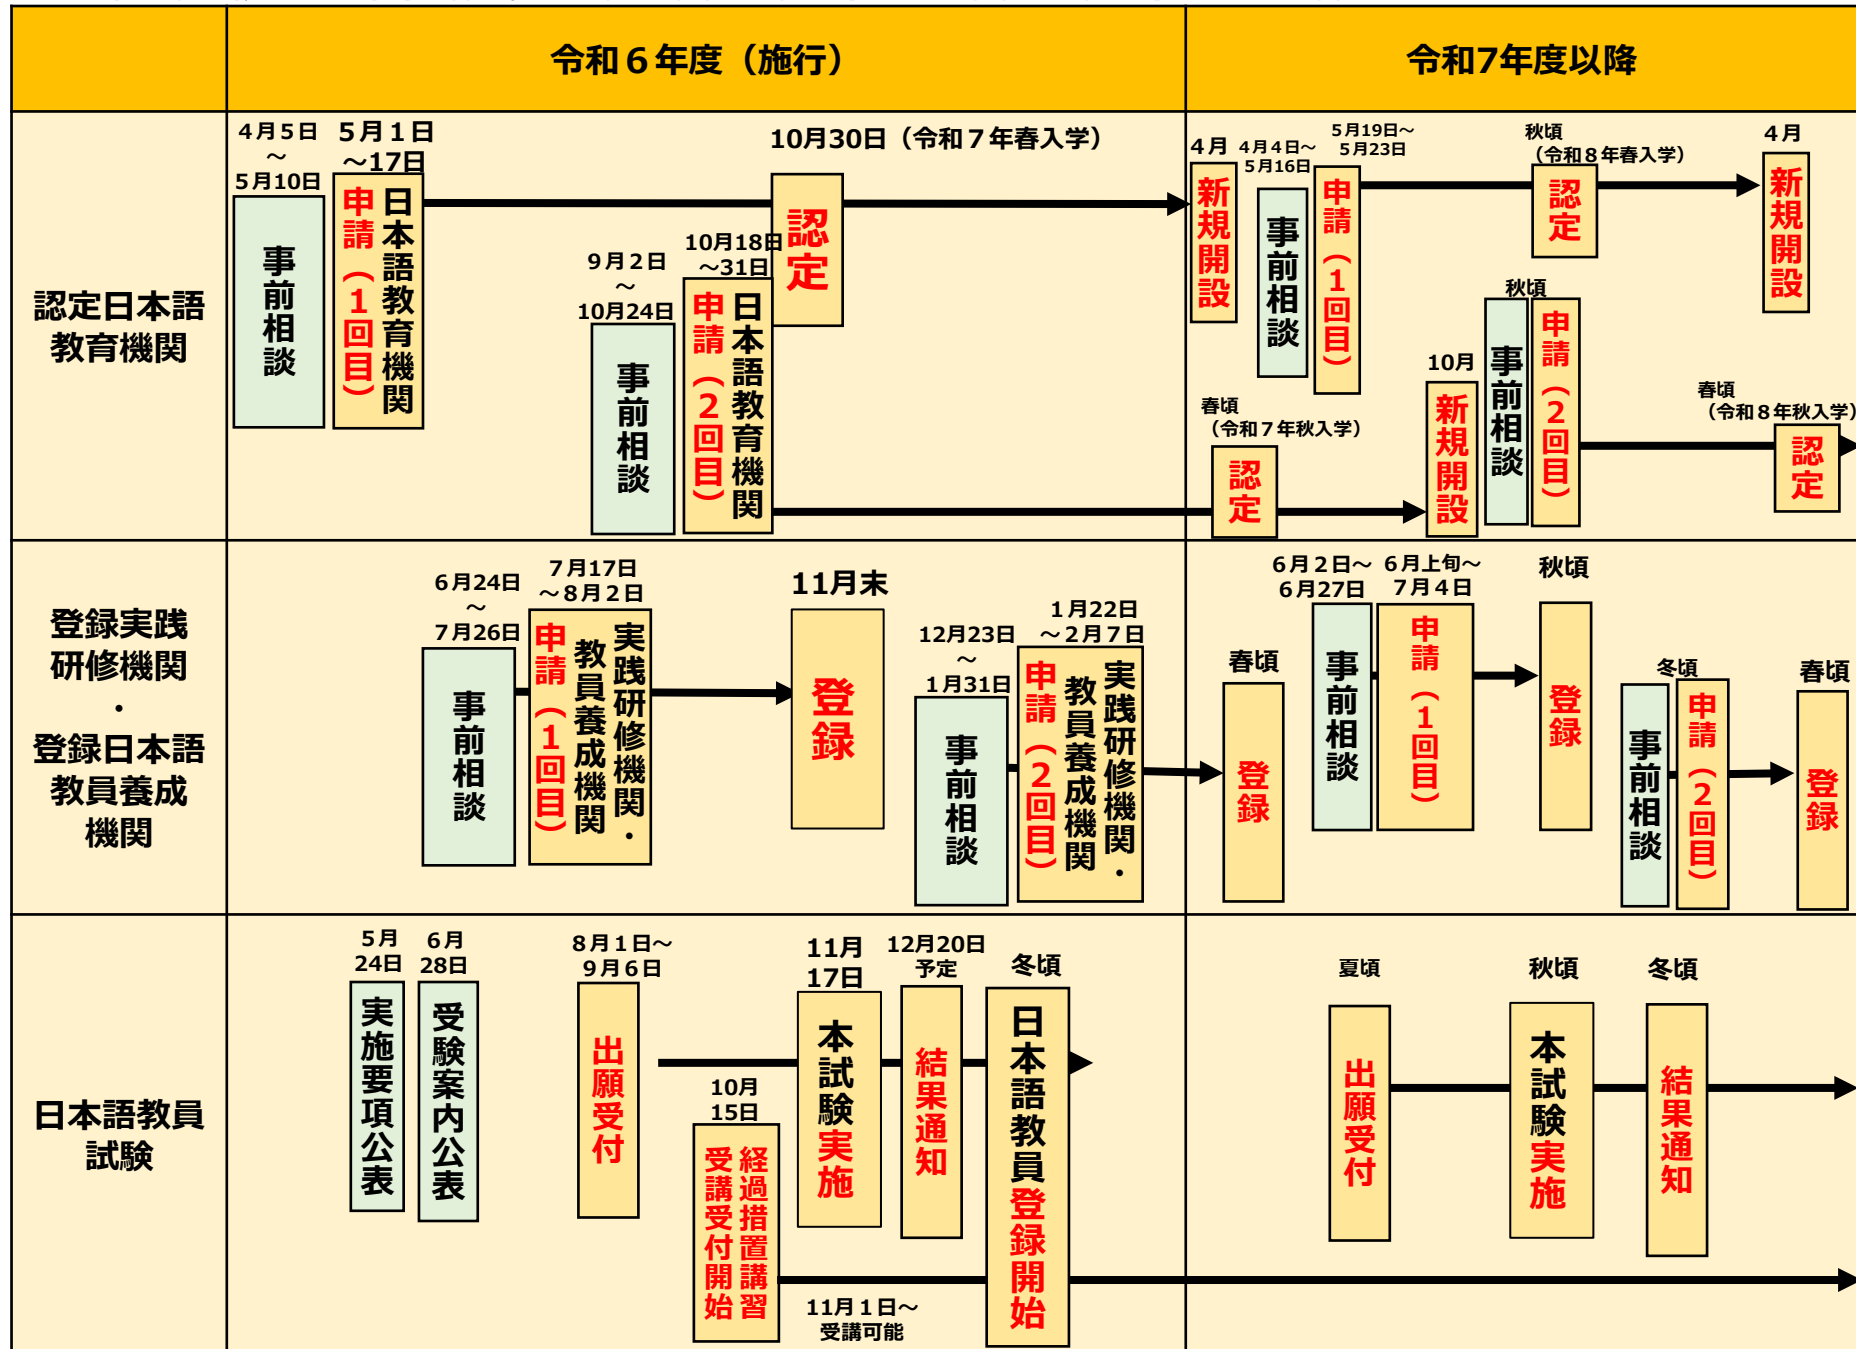 令和６年度（施行）
令和7年度以降
認定日本語
教育機関
４月５日
～
５月10日
事前相談
５月１日
～17日
日本語教育機関
申請（１回目）
９月２日
～
10月24日
事前相談
10月18日
～31日
日本語教育機関
申請（２回目）
10月30日（令和７年春入学）
認定
４月
新規開設
４月４日～
５月16日
事前相談
５月19日～
５月23日
申請（１回目）
秋頃
（令和８年春入学）
認定
４月
新規開設
春頃
（令和７年秋入学）
認定
10月
新規開設
秋頃
事前相談
申請（２回目）
春頃
（令和８年秋入学）
認定
登録実践
研修機関
・
登録日本語
教員養成
機関
６月24日
～
７月26日
事前相談
７月17日
～８月２日
実践研修機関・
教員養成機関
申請（１回目）
11月末
登録
12月23日
～
１月31日
事前相談
１月22日
～２月７日
実践研修機関・
教員養成機関
申請（２回目）
春頃
登録
６月２日～
６月27日
事前相談
６月上旬～
７月４日
申請（１回目）
秋頃
登録
冬頃
事前相談
申請（２回目）
春頃
登録
日本語教員
試験
５月
24日
実施要項公表
６月
28日
受験案内公表
８月１日～
９月６日
出願受付
10月
15日
経過措置講習
受講受付開始
11月１日～
受講可能
11月
17日
本試験実施
12月20日
予定
結果通知
冬頃
日本語教員登録開始
夏頃
出願受付
秋頃
本試験実施
冬頃
結果通知